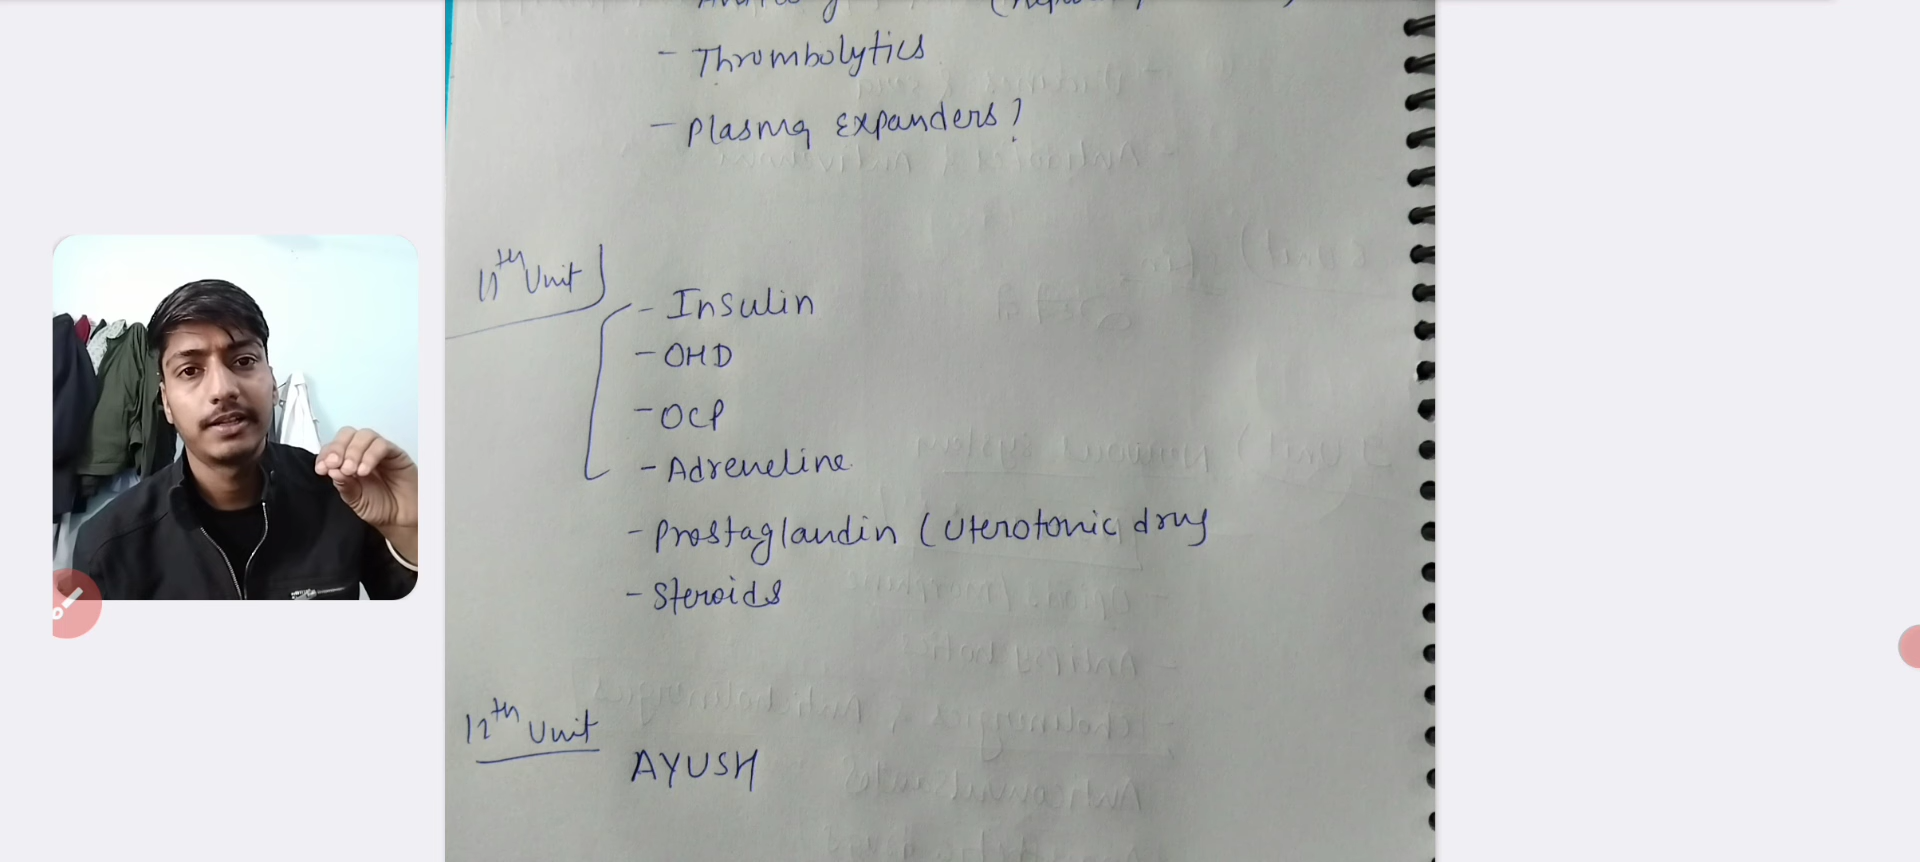 - Thrombolytics
- Plasma Expanders?
11th Unit
- Insulin
- OHD
- OCP
- Adreneline
- Prostaglandin (Uterotonic drug
- Steroids
12th Unit
AYUSH